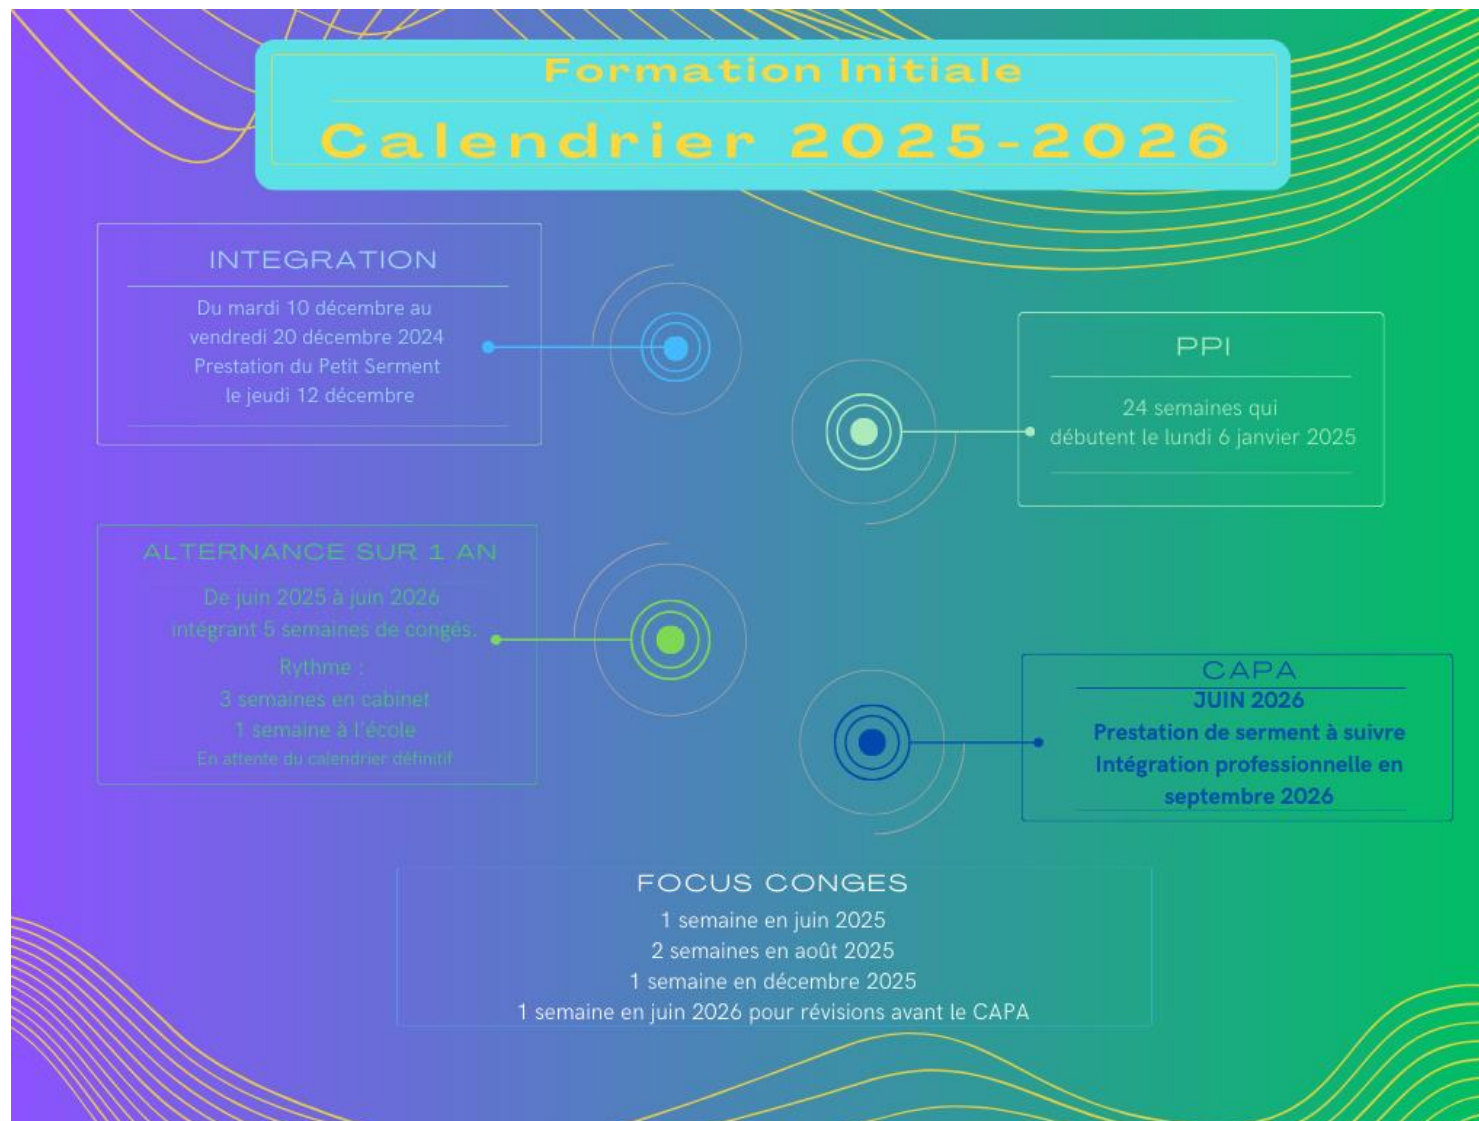 Formation Initiale
Calendrier 2025-2026
INTEGRATION
Du mardi 10 décembre au
vendredi 20 décembre 2024
Prestation du Petit Serment
le jeudi 12 décembre
PPI
24 semaines qui
débutent le lundi 6 janvier 2025
ALTERNANCE SUR 1 AN
De juin 2025 à juin 2026
intégrant 5 semaines de congés.
Rythme :
3 semaines en cabinet
1 semaine à l'école
En attente du calendrier définitif
CAPA
JUIN 2026
Prestation de serment à suivre
Intégration professionnelle en
septembre 2026
FOCUS CONGES
1 semaine en juin 2025
2 semaines en août 2025
1 semaine en décembre 2025
1 semaine en juin 2026 pour révisions avant le CAPA